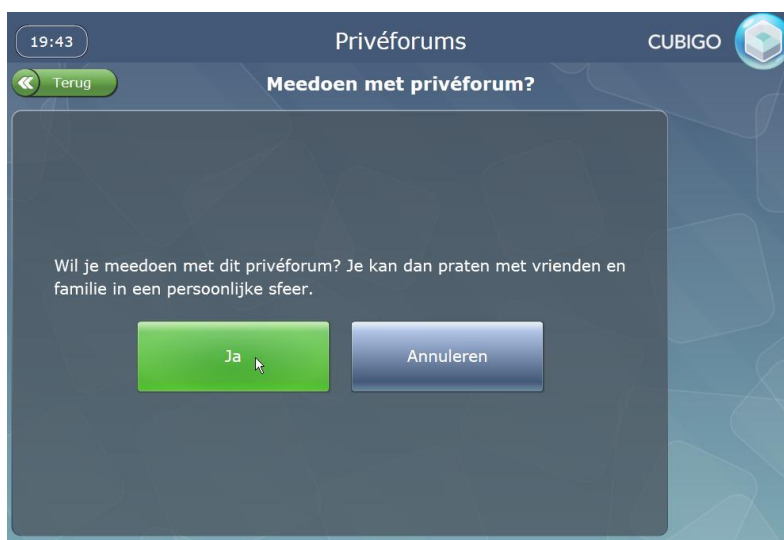 19:43
Privéforums
CUBIGO
Terug
Meedoen met privéforum?
Wil je meedoen met dit privéforum? Je kan dan praten met vrienden en
familie in een persoonlijke sfeer.
Ja
Annuleren